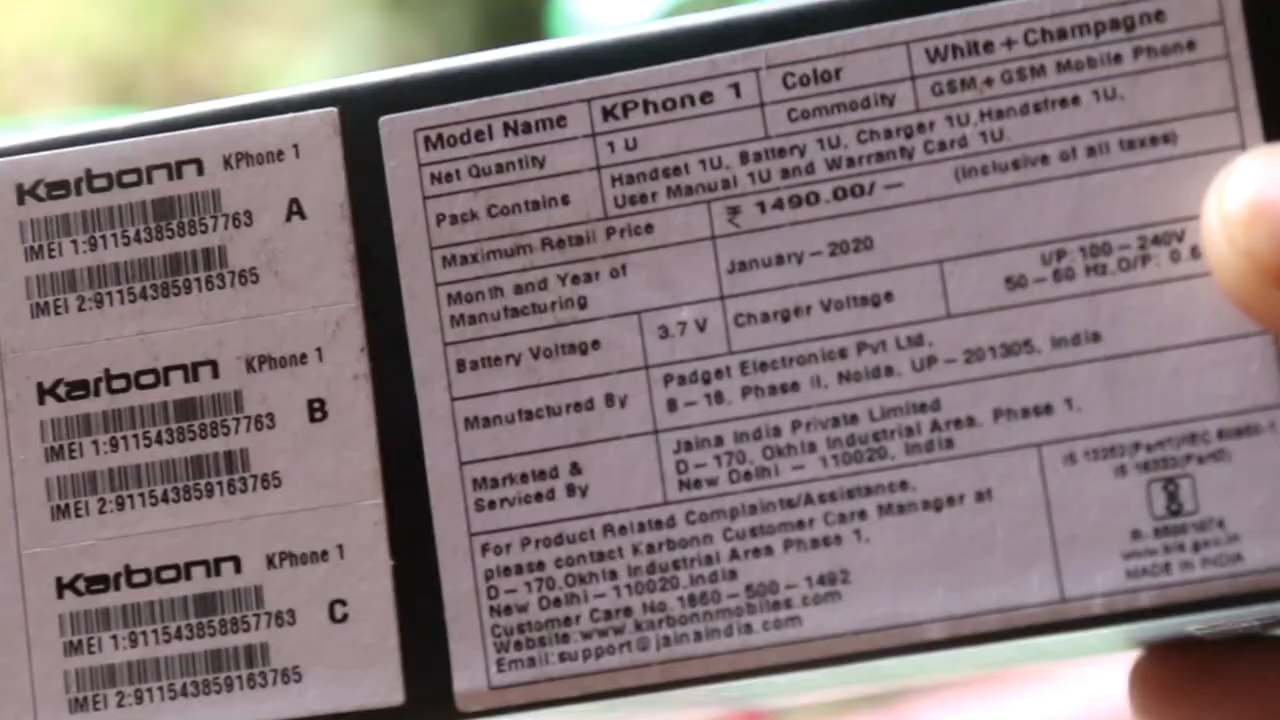 Karbonn KPhone 1
A
IMEI 1:911543858857763
IMEI 2:911543859163765
Karbonn KPhone 1
B
IMEI 1:911543858857763
IMEI 2:911543859163765
Karbonn KPhone 1
C
IMEI 1:911543858857763
IMEI 2:911543859163765
Model Name KPhone 1 Color White+Champagne
Net Quantity 1 U Commodity GSM+GSM Mobile Phone
Pack Contains Handset 1U, Battery 1U, Charger 1U,Handsfree 1U,
User Manual 1U and Warranty Card 1U.
Maximum Retail Price ₹ 1490.00/- (Inclusive of all taxes)
Month and Year of
Manufacturing
January-2020
Battery Voltage 3.7 V Charger Voltage
I/P: 100-240V
50-60 Hz,O/P:
Manufactured By Padget Electronics Pvt Ltd,
B-18, Phase II, Noida, UP-201305, India
Marketed &
Serviced By
Jaina India Private Limited
D-170, Okhla Industrial Area, Phase 1,
New Delhi - 110020, India
For Product Related Complaints/Assistance,
please contact Karbonn Customer Care Manager at
D-170,Okhla Industrial Area Phase 1,
New Delhi-110020,India
Customer Care No.1860-500-1492
Website:www.karbonnmobiles.com
Email:support@jainaindia.com
www.bis.gov.in
MADE IN INDIA